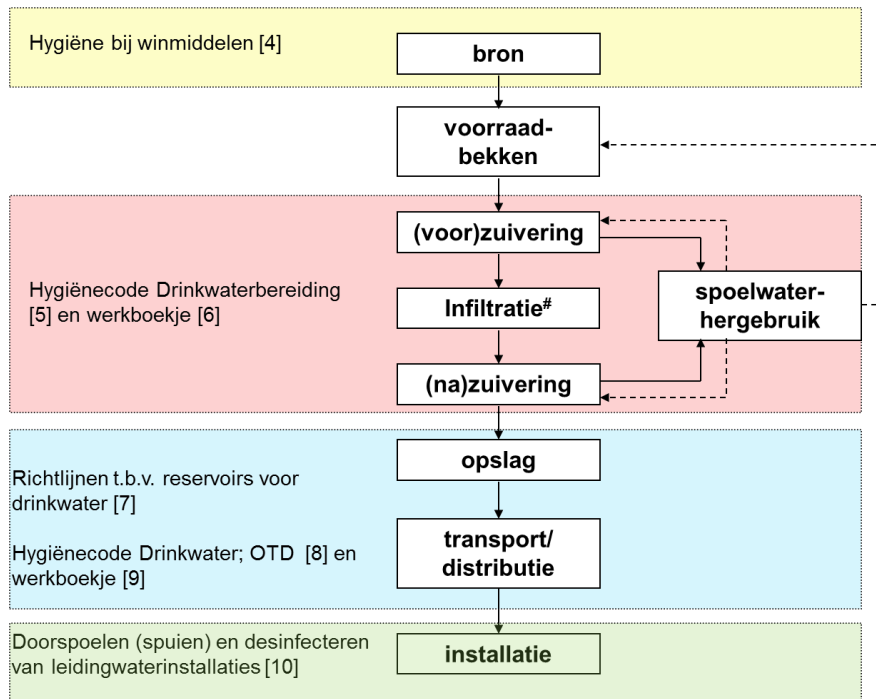 Hygiëne bij winmiddelen [4]
bron
voorraad-
bekken
(voor)zuivering
Hygiënecode Drinkwaterbereiding
[5] en werkboekje [6]
Infiltratie#
spoelwater-
hergebruik
(na)zuivering
opslag
Richtlijnen t.b.v. reservoirs voor
drinkwater [7]
Hygiënecode Drinkwater; OTD [8] en
werkboekje [9]
transport/
distributie
Doorspoelen (spuien) en desinfecteren
van leidingwaterinstallaties [10]
installatie